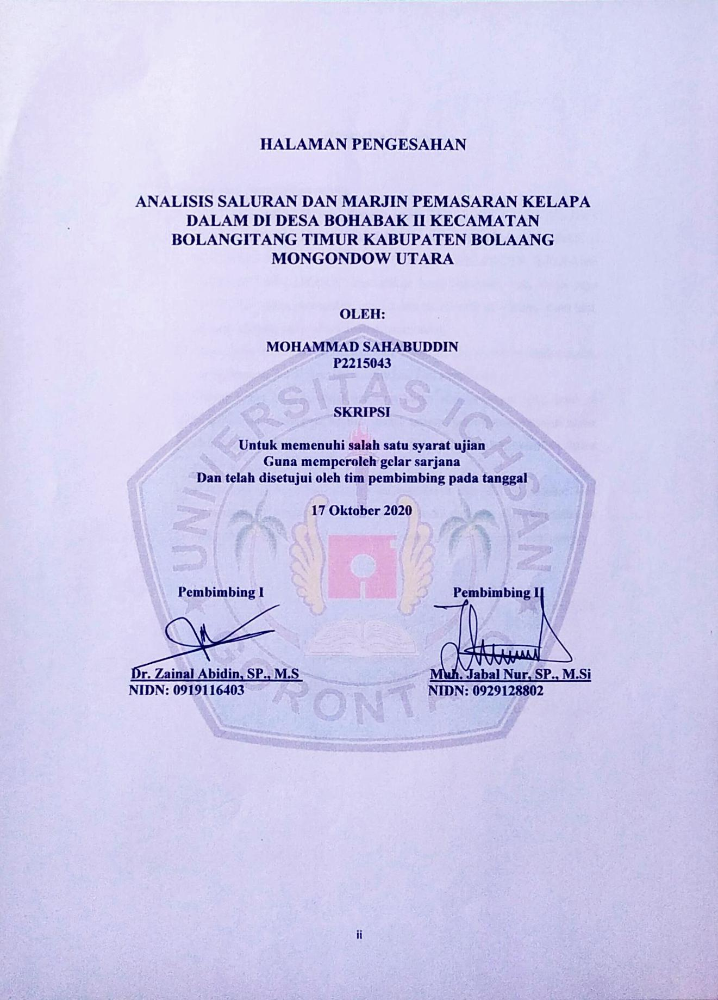 HALAMAN PENGESAHAN
ANALISIS SALURAN DAN MARJIN PEMASARAN KELAPA
DALAM DI DESA BOHABAK II KECAMATAN
BOLANGITANG TIMUR KABUPATEN BOLAANG
MONGONDOW UTARA
OLEH:
MOHAMMAD SAHABUDDIN
P2215043
SKRIPSI
Untuk memenuhi salah satu syarat ujian
Guna memperoleh gelar sarjana
Dan telah disetujui oleh tim pembimbing pada tanggal
17 Oktober 2020
UNIVERSITAS ICHSAN
GORONTALO
Pembimbing I
Dr. Zainal Abidin, SP., M.S
NIDN: 0919116403
Pembimbing II
Muh. Jabal Nur, SP., M.Si
NIDN: 0929128802
ii